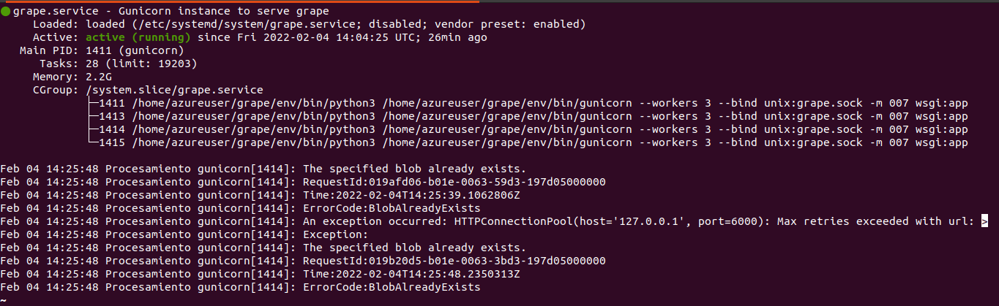 grape.service - Gunicorn instance to serve grape
Loaded: loaded (/etc/systemd/system/grape.service; disabled; vendor preset: enabled)
Active: active (running) since Fri 2022-02-04 14:04:25 UTC; 26min ago
Main PID: 1411 (gunicorn)
Tasks: 28 (limit: 19203)
Memory: 2.2G
CGroup: /system.slice/grape.service
├─1411 /home/azureuser/grape/env/bin/python3 /home/azureuser/grape/env/bin/gunicorn --workers 3 --bind unix:grape.sock -m 007 wsgi:app
├─1413 /home/azureuser/grape/env/bin/python3 /home/azureuser/grape/env/bin/gunicorn --workers 3 --bind unix:grape.sock -m 007 wsgi:app
├─1414 /home/azureuser/grape/env/bin/python3 /home/azureuser/grape/env/bin/gunicorn --workers 3 --bind unix:grape.sock -m 007 wsgi:app
└─1415 /home/azureuser/grape/env/bin/python3 /home/azureuser/grape/env/bin/gunicorn --workers 3 --bind unix:grape.sock -m 007 wsgi:app
Feb 04 14:25:48 Procesamiento gunicorn[1414]: The specified blob already exists.
Feb 04 14:25:48 Procesamiento gunicorn[1414]: RequestId:019afd06-b01e-0063-59d3-197d05000000
Feb 04 14:25:48 Procesamiento gunicorn[1414]: Time:2022-02-04T14:25:39.1062806Z
Feb 04 14:25:48 Procesamiento gunicorn[1414]: ErrorCode:BlobAlreadyExists
Feb 04 14:25:48 Procesamiento gunicorn[1414]: An exception occurred: HTTPConnectionPool(host='127.0.0.1', port=6000): Max retries exceeded with url: >
Feb 04 14:25:48 Procesamiento gunicorn[1414]: Exception:
Feb 04 14:25:48 Procesamiento gunicorn[1414]: The specified blob already exists.
Feb 04 14:25:48 Procesamiento gunicorn[1414]: RequestId:019b20d5-b01e-0063-3bd3-197d05000000
Feb 04 14:25:48 Procesamiento gunicorn[1414]: Time:2022-02-04T14:25:48.2350313Z
Feb 04 14:25:48 Procesamiento gunicorn[1414]: ErrorCode:BlobAlreadyExists
~